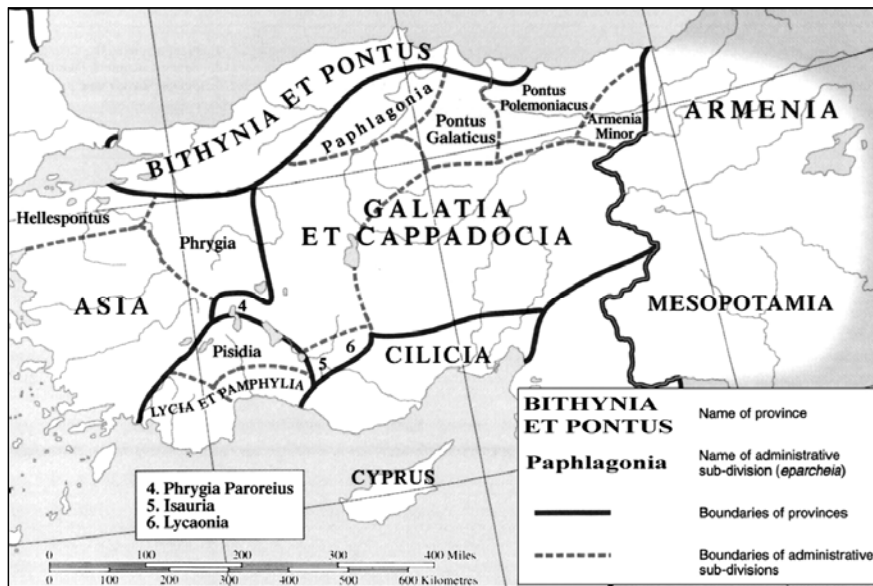 BITHYNIA ET PONTUS
Paphlagonia
Pontus
Polemoniacus
Pontus
Galaticus
Armenia
Minor
ARMENIA
Hellespontus
Phrygia
GALATIA
ET CAPPADOCIA
ASIA
4
MESOPOTAMIA
Pisidia
5
6
CILICIA
LYCIA ET PAMPHYLIA
CYPRUS
4. Phrygia Paroreius
5. Isauria
6. Lycaonia
0 100 200 300 400 Miles
0 100 200 300 400 500 600 Kilometres
BITHYNIA
ET PONTUS
Name of province
Paphlagonia
Name of administrative
sub-division (eparcheia)
Boundaries of provinces
Boundaries of administrative
sub-divisions